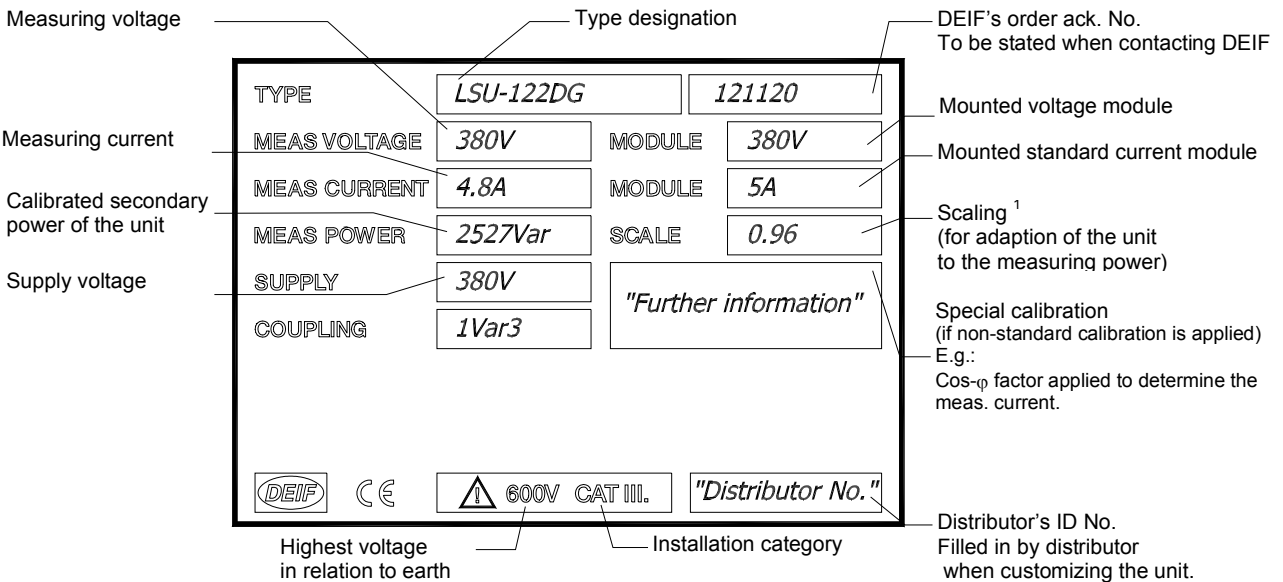 Measuring voltage
Type designation
DEIF's order ack. No.
To be stated when contacting DEIF
TYPE
LSU-122DG
121120
Mounted voltage module
Measuring current
MEAS VOLTAGE
380V
MODULE
380V
Mounted standard current module
MEAS CURRENT
4.8A
MODULE
5A
Calibrated secondary
power of the unit
MEAS POWER
2527Var
SCALE
0.96
Scaling 1
(for adaption of the unit
to the measuring power)
Supply voltage
SUPPLY
380V
"Further information"
COUPLING
1Var3
Special calibration
(if non-standard calibration is applied)
E.g.:
Cos-φ factor applied to determine the
meas. current.
DEIF
CE
600V CAT III.
"Distributor No."
Highest voltage
in relation to earth
Installation category
Distributor's ID No.
Filled in by distributor
when customizing the unit.